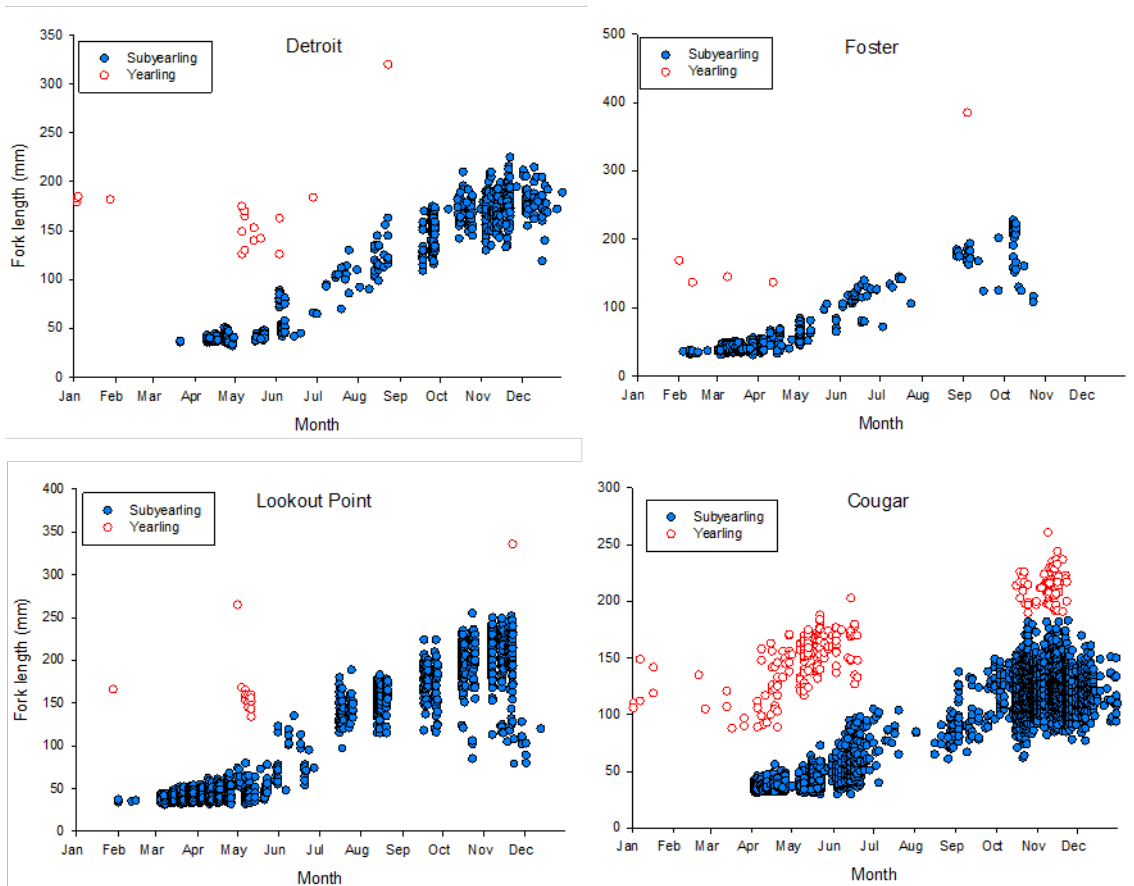 Detroit
Subyearling
Yearling
Fork length (mm)
350
300
250
200
150
100
50
0
Jan Feb Mar Apr May Jun Jul Aug Sep Oct Nov Dec
Month
Foster
Subyearling
Yearling
500
400
300
200
100
0
Jan Feb Mar Apr May Jun Jul Aug Sep Oct Nov Dec
Month
Lookout Point
Subyearling
Yearling
Fork length (mm)
400
350
300
250
200
150
100
50
0
Jan Feb Mar Apr May Jun Jul Aug Sep Oct Nov Dec
Month
Cougar
Subyearling
Yearling
300
250
200
150
100
50
0
Jan Feb Mar Apr May Jun Jul Aug Sep Oct Nov Dec
Month